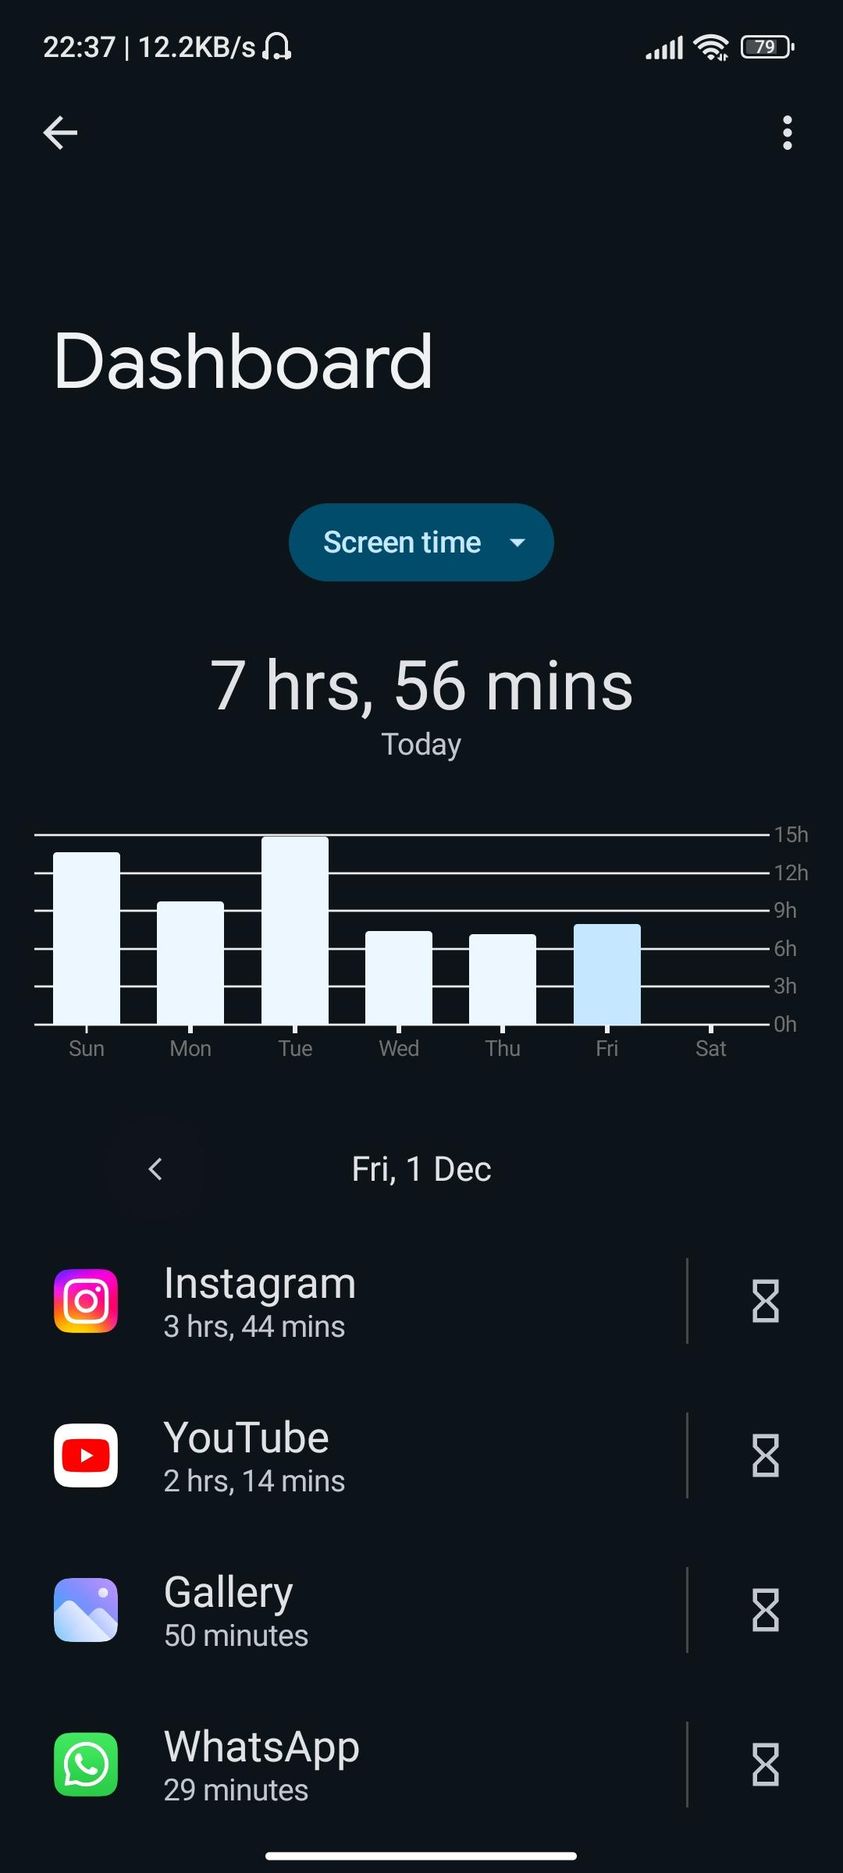 22:37 | 12.2KB/s
79
Dashboard
Screen time
7 hrs, 56 mins
Today
15h
12h
9h
6h
3h
0h
Sun Mon Tue Wed Thu Fri Sat
Fri, 1 Dec
Instagram
3 hrs, 44 mins
YouTube
2 hrs, 14 mins
Gallery
50 minutes
WhatsApp
29 minutes